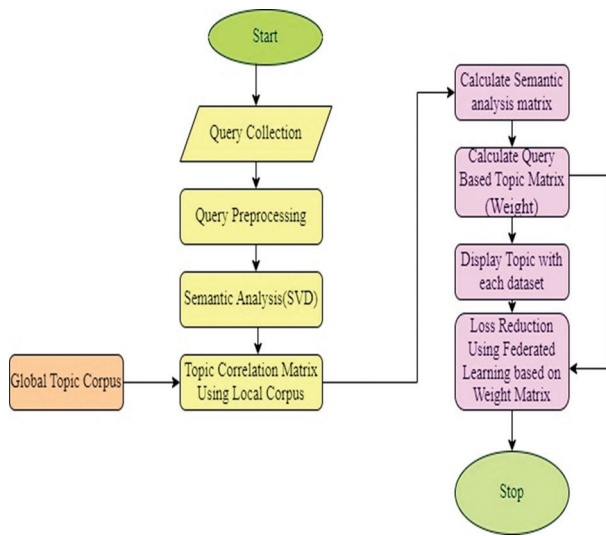 Start
Query Collection
Query Preprocessing
Semantic Analysis(SVD)
Global Topic Corpus
Topic Correlation Matrix
Using Local Corpus
Calculate Semantic
analysis matrix
Calculate Query
Based Topic Matrix
(Weight)
Display Topic with
each dataset
Loss Reduction
Using Federated
Learning based on
Weight Matrix
Stop